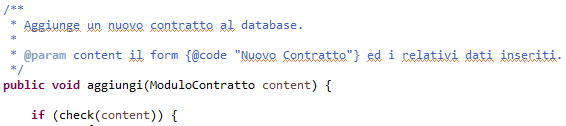 /**
 * Aggiunge un nuovo contratto al database.
 *
 * @param content il form {@code "Nuovo Contratto"} ed i relativi dati inseriti.
 */
public void aggiungi(ModuloContratto content) {
    if (check(content)) {